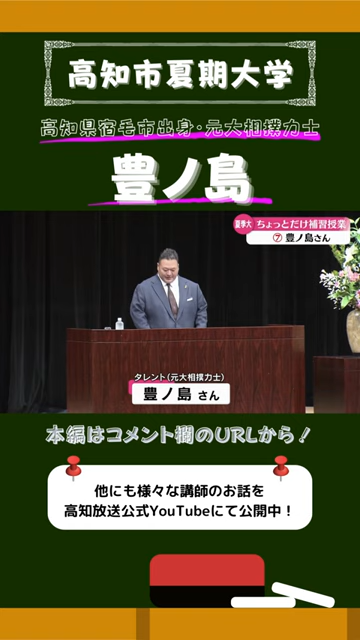 高知市夏期大学
高知県宿毛市出身・元大相撲力士
豊ノ島
夏季大 ちょっとだけ補習授業
⑦ 豊ノ島さん
タレント(元大相撲力士)
豊ノ島 さん
本編はコメント欄のURLから！
他にも様々な講師のお話を
高知放送公式YouTubeにて公開中！